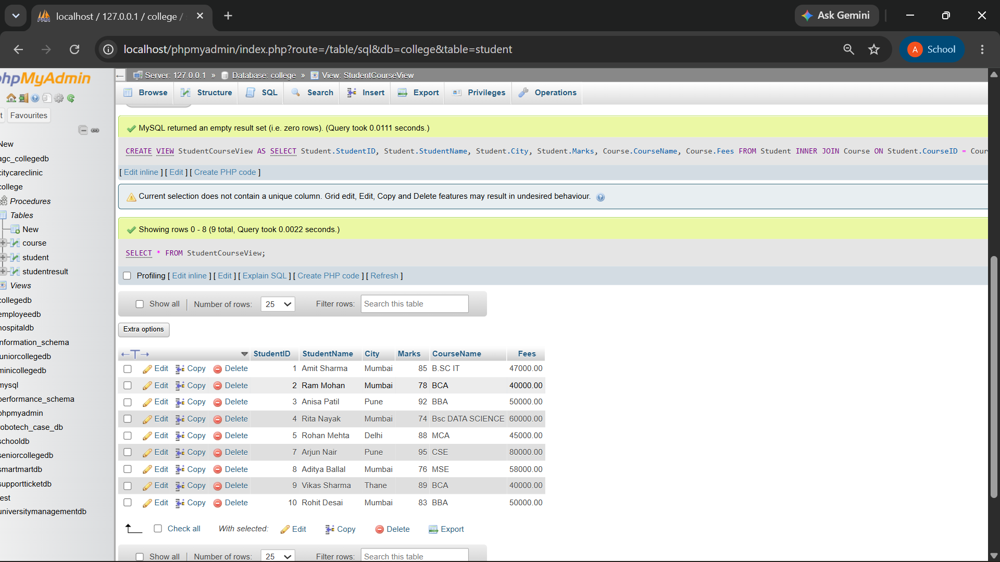 localhost / 127.0.0.1 / college /
Ask Gemini
localhost/phpmyadmin/index.php?route=/table/sql&db=college&table=student
A School
hpMyAdmin
t Favourites
New
agc_collegedb
citycareclinic
college
Procedures
Tables
New
course
student
studentresult
Views
collegedb
employeedb
hospitaldb
nformation_schema
uniorcollegedb
minicollegedb
mysql
performance_schema
phpmyadmin
robotech_case_db
schooldb
seniorcollegedb
smartmartdb
supportticketdb
est
universitymanagementdb
Server: 127.0.0.1 » Database: college » View: StudentCourseView
Browse Structure SQL Search Insert Export Privileges Operations
MySQL returned an empty result set (i.e. zero rows). (Query took 0.0111 seconds.)
CREATE VIEW StudentCourseView AS SELECT Student.StudentID, Student.StudentName, Student.City, Student.Marks, Course.CourseName, Course.Fees FROM Student INNER JOIN Course ON Student.CourseID = Cour
[ Edit inline ] [ Edit ] [ Create PHP code ]
Current selection does not contain a unique column. Grid edit, Edit, Copy and Delete features may result in undesired behaviour.
Showing rows 0 - 8 (9 total, Query took 0.0022 seconds.)
SELECT * FROM StudentCourseView;
Profiling [ Edit inline ] [ Edit ] [ Explain SQL ] [ Create PHP code ] [ Refresh ]
Show all | Number of rows: 25 Filter rows: Search this table
Extra options
←T→ StudentID StudentName City Marks CourseName Fees
Edit Copy Delete 1 Amit Sharma Mumbai 85 B.SC IT 47000.00
Edit Copy Delete 2 Ram Mohan Mumbai 78 BCA 40000.00
Edit Copy Delete 3 Anisa Patil Pune 92 BBA 50000.00
Edit Copy Delete 4 Rita Nayak Mumbai 74 Bsc DATA SCIENCE 60000.00
Edit Copy Delete 5 Rohan Mehta Delhi 88 MCA 45000.00
Edit Copy Delete 7 Arjun Nair Pune 95 CSE 80000.00
Edit Copy Delete 8 Aditya Ballal Mumbai 76 MSE 58000.00
Edit Copy Delete 9 Vikas Sharma Thane 89 BCA 40000.00
Edit Copy Delete 10 Rohit Desai Mumbai 83 BBA 50000.00
Check all With selected: Edit Copy Delete Export
Show all | Number of rows: 25 Filter rows: Search this table